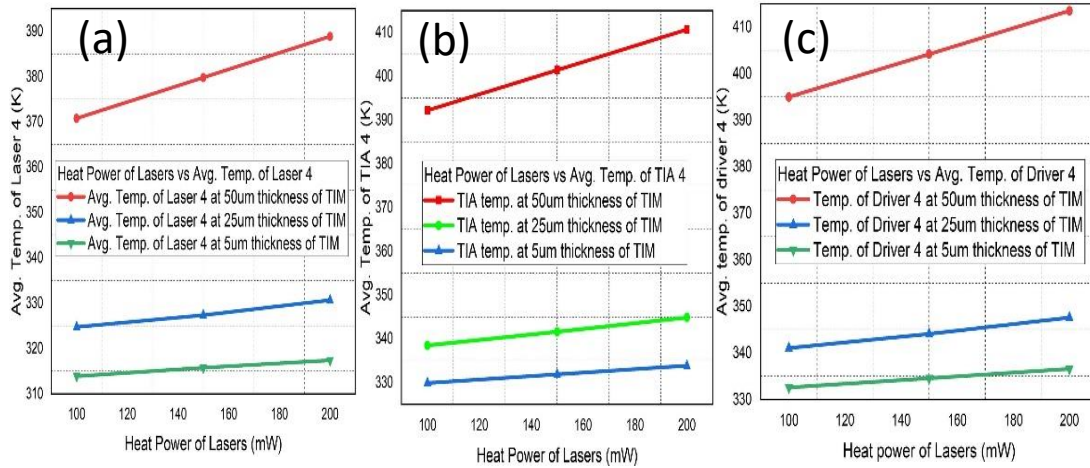 (a)
Avg. Temp. of Laser 4 (K)
390
380
370
360
350
340
330
320
310
Heat Power of Lasers vs Avg. Temp. of Laser 4
Avg. Temp. of Laser 4 at 50um thickness of TIM
Avg. Temp. of Laser 4 at 25um thickness of TIM
Avg. Temp. of Laser 4 at 5um thickness of TIM
100 120 140 160 180 200
Heat Power of Lasers (mW)
(b)
Avg. Temp. of TIA 4 (K)
410
400
390
380
370
360
350
340
330
Heat Power of Lasers vs Avg. Temp. of TIA 4
TIA temp. at 50um thickness of TIM
TIA temp. at 25um thickness of TIM
TIA temp. at 5um thickness of TIM
100 120 140 160 180 200
Heat Power of Lasers (mW)
(c)
Avg. temp. of driver 4 (K)
410
400
390
380
370
360
350
340
330
Heat Power of Lasers vs Avg. Temp. of Driver 4
Temp. of Driver 4 at 50um thickness of TIM
Temp. of Driver 4 at 25um thickness of TIM
Temp. of Driver 4 at 5um thickness of TIM
100 120 140 160 180 200
Heat power of Lasers (mW)